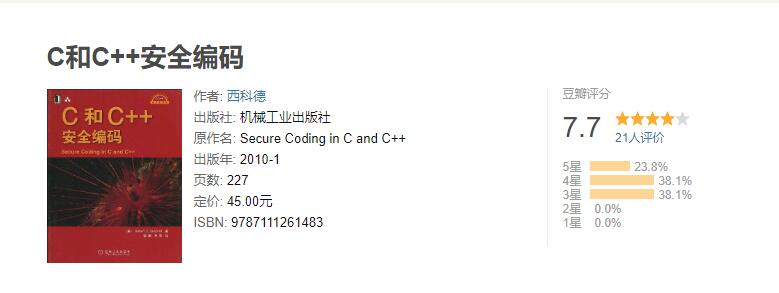 C和C++安全编码
C 和 C++
安全编码
Secure Coding in C and C++
作者: 西科德
出版社: 机械工业出版社
原作名: Secure Coding in C and C++
出版年: 2010-1
页数: 227
定价: 45.00元
ISBN: 9787111261483
豆瓣评分
7.7
21人评价
5星 23.8%
4星 38.1%
3星 38.1%
2星 0.0%
1星 0.0%